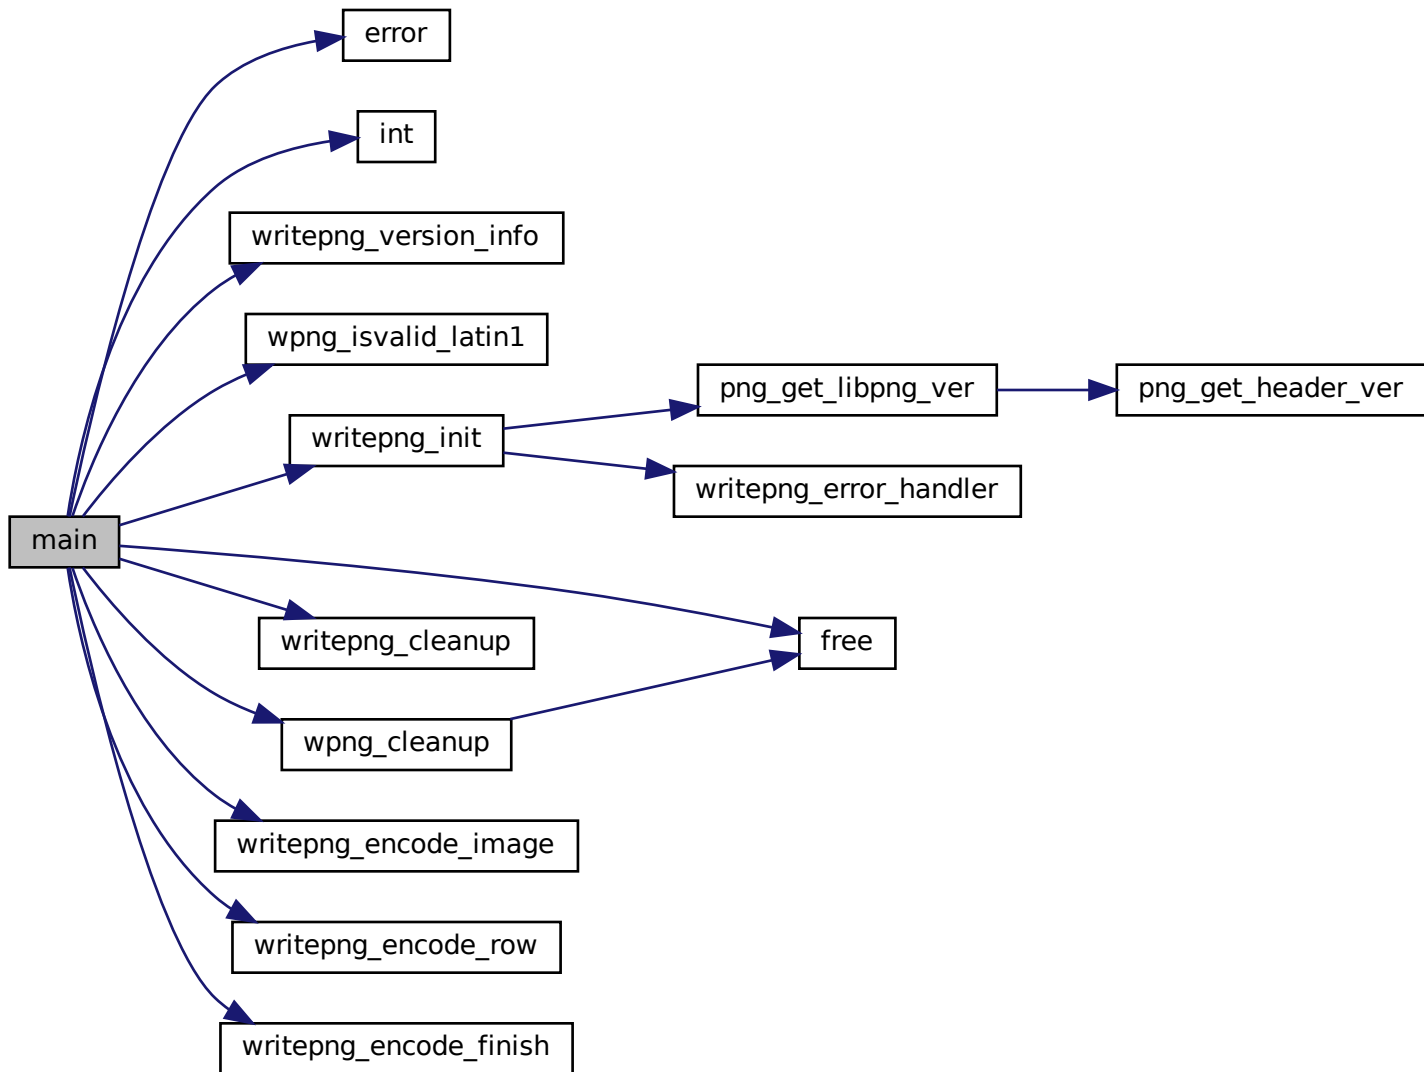 error
int
writepng_version_info
wpng_isvalid_latin1
png_get_libpng_ver
png_get_header_ver
writepng_init
writepng_error_handler
main
writepng_cleanup
free
wpng_cleanup
writepng_encode_image
writepng_encode_row
writepng_encode_finish